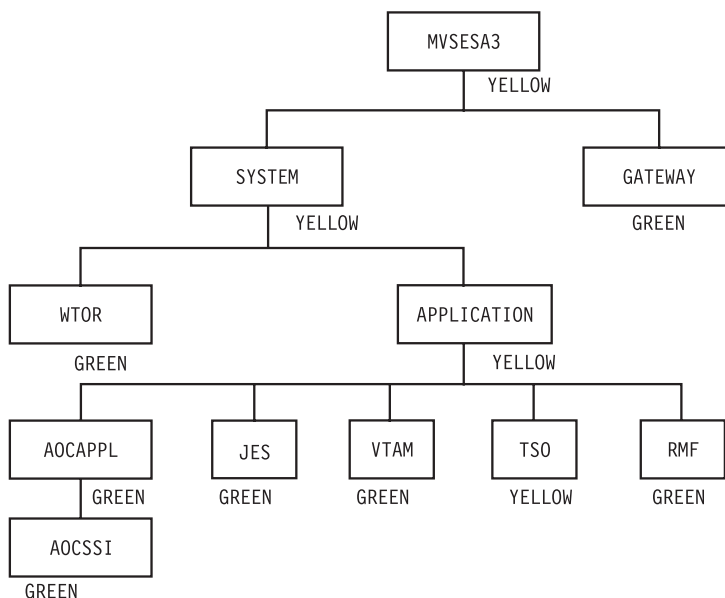 MVSESA3
YELLOW
SYSTEM
GATEWAY
YELLOW
GREEN
WTOR
APPLICATION
GREEN
YELLOW
AOCAPPL
JES
VTAM
TSO
RMF
GREEN
GREEN
GREEN
YELLOW
GREEN
AOCSSI
GREEN